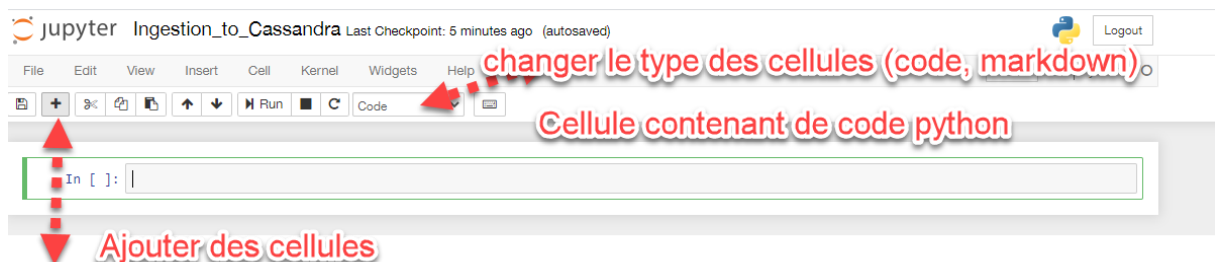 jupyter Ingestion_to_Cassandra Last Checkpoint: 5 minutes ago (autosaved) Logout
File Edit View Insert Cell Kernel Widgets Help
changer le type des cellules (code, markdown)
Run Code
Cellule contenant de code python
In [ ]:
Ajouter des cellules